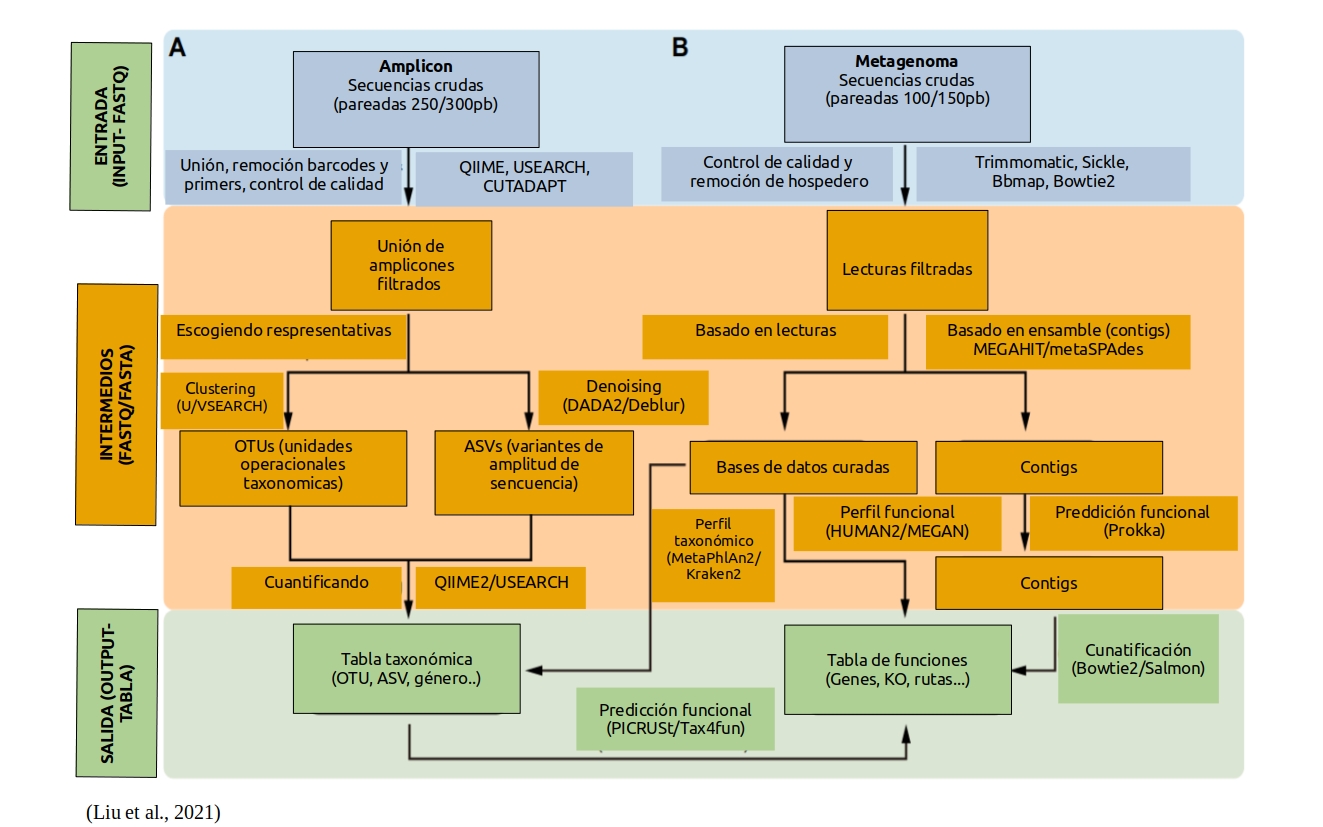 A
B
ENTRADA
(INPUT- FASTQ)
Amplicon
Secuencias crudas
(pareadas 250/300pb)
Metagenoma
Secuencias crudas
(pareadas 100/150pb)
Unión, remoción barcodes y
primers, control de calidad
QIIME, USEARCH,
CUTADAPT
Control de calidad y
remoción de hospedero
Trimmomatic, Sickle,
Bbmap, Bowtie2
INTERMEDIOS
(FASTQ/FASTA)
Unión de
amplicones
filtrados
Lecturas filtradas
Escogiendo respresentativas
Basado en lecturas
Basado en ensamble (contigs)
MEGAHIT/metaSPAdes
Clustering
(U/VSEARCH)
Denoising
(DADA2/Deblur)
OTUs (unidades
operacionales
taxonomicas)
ASVs (variantes de
amplitud de
sencuencia)
Bases de datos curadas
Contigs
Perfil
taxonómico
(MetaPhlAn2/
Kraken2
Perfil funcional
(HUMAN2/MEGAN)
Preddición funcional
(Prokka)
Cuantificando
QIIME2/USEARCH
Contigs
SALIDA (OUTPUT-
TABLA)
Tabla taxonómica
(OTU, ASV, género..)
Tabla de funciones
(Genes, KO, rutas...)
Cunatificación
(Bowtie2/Salmon)
Predicción funcional
(PICRUSt/Tax4fun)
(Liu et al., 2021)